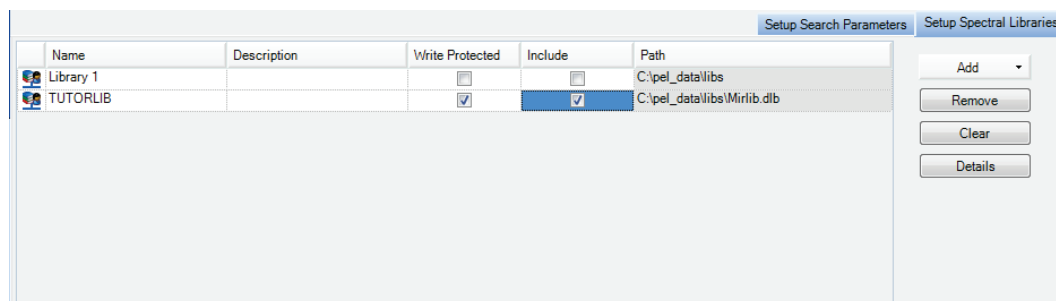 Setup Search Parameters Setup Spectral Libraries
Name Description Write Protected Include Path
Library 1 C:\pel_data\libs
TUTORLIB C:\pel_data\libs\Mirlib.dlb
Add
Remove
Clear
Details